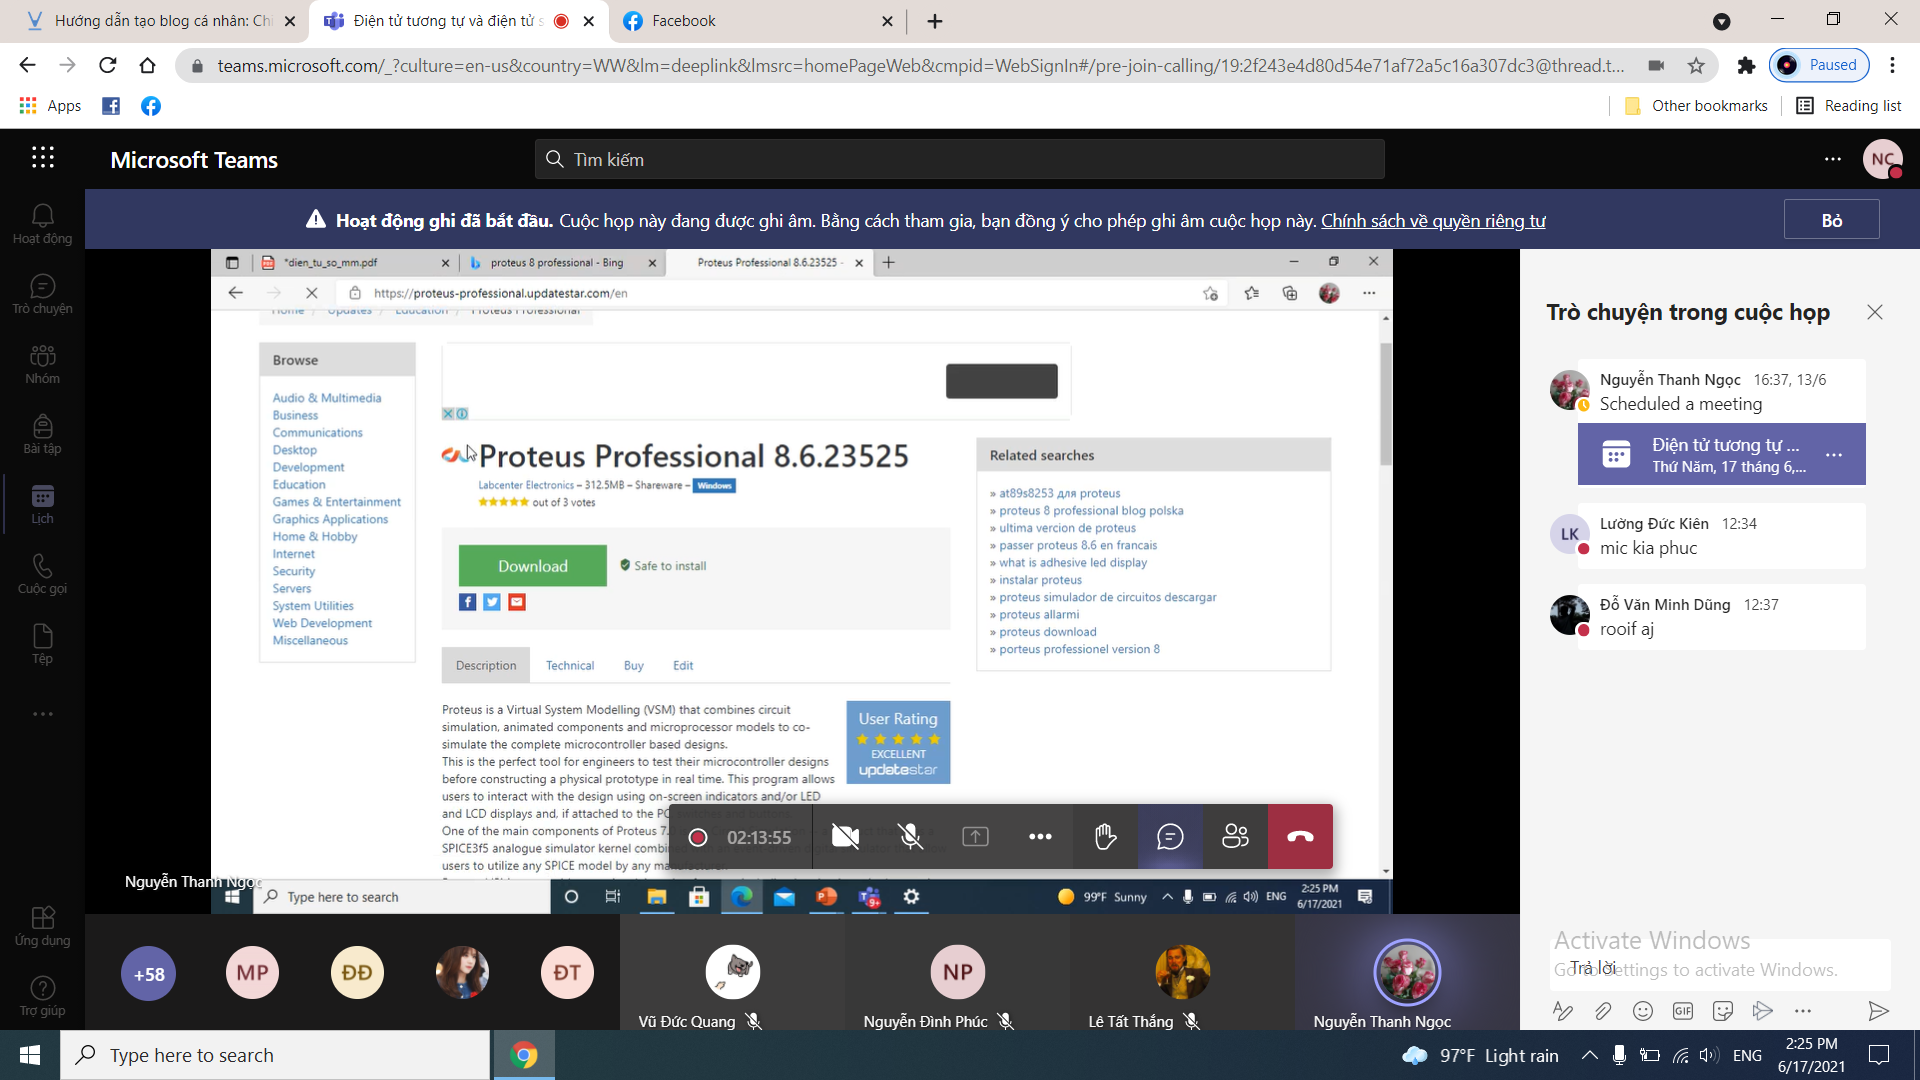 Hướng dẫn tạo blog cá nhân: Ch
Điện tử tương tự và điện tử s
Facebook
teams.microsoft.com/_?culture=en-us&country=WW&lm=deeplink&lmsrc=homePageWeb&cmpid=WebSignIn#/pre-join-calling/19:2f243e4d80d54e71af72a5c16a307dc3@thread.t...
Paused
Apps
Other bookmarks
Reading list
Microsoft Teams
Tìm kiếm
NC
Hoạt động ghi đã bắt đầu. Cuộc họp này đang được ghi âm. Bằng cách tham gia, bạn đồng ý cho phép ghi âm cuộc họp này. Chính sách về quyền riêng tư
Bỏ
Hoạt động
Trò chuyện
Nhóm
Bài tập
Lịch
Cuộc gọi
Tệp
Ứng dụng
Trợ giúp
*dien_tu_so_mm.pdf
proteus 8 professional - Bing
Proteus Professional 8.6.23525 -
https://proteus-professional.updatestar.com/en
Home / Updates / Education / Proteus Professional
Browse
Audio & Multimedia
Business
Communications
Desktop
Development
Education
Games & Entertainment
Graphics Applications
Home & Hobby
Internet
Security
Servers
System Utilities
Web Development
Miscellaneous
Proteus Professional 8.6.23525
Labcenter Electronics – 312.5MB – Shareware – Windows
out of 3 votes
Download
Safe to install
Description
Technical
Buy
Edit
Proteus is a Virtual System Modelling (VSM) that combines circuit
simulation, animated components and microprocessor models to co-
simulate the complete microcontroller based designs.
This is the perfect tool for engineers to test their microcontroller designs
before constructing a physical prototype in real time. This program allows
users to interact with the design using on-screen indicators and/or LED
and LCD displays and, if attached to the PC
One of the main components of Proteus 7.
SPICE3f5 analogue simulator kernel combi
users to utilize any SPICE model by any
User Rating
EXCELLENT
updatestar
Related searches
» at89s8253 для proteus
» proteus 8 professional blog polska
» ultima vercion de proteus
» passer proteus 8.6 en francais
» what is adhesive led display
» instalar proteus
» proteus simulador de circuitos descargar
» proteus allarmi
» proteus download
» porteus professionel version 8
02:13:55
Nguyễn Thanh Ngọc
Type here to search
9+
99°F Sunny
ENG
2:25 PM
6/17/2021
Trò chuyện trong cuộc họp
Nguyễn Thanh Ngọc 16:37, 13/6
Scheduled a meeting
Điện tử tương tự ...
Thứ Năm, 17 tháng 6,...
LK
Lường Đức Kiên 12:34
mic kia phuc
Đỗ Văn Minh Dũng 12:37
rooif aj
Activate Windows
Go to Settings to activate Windows.
Trả lời
GIF
+58
MP
ĐĐ
ĐT
Vũ Đức Quang
NP
Nguyễn Đình Phúc
Lê Tất Thắng
Nguyễn Thanh Ngọc
Type here to search
97°F Light rain
ENG
2:25 PM
6/17/2021